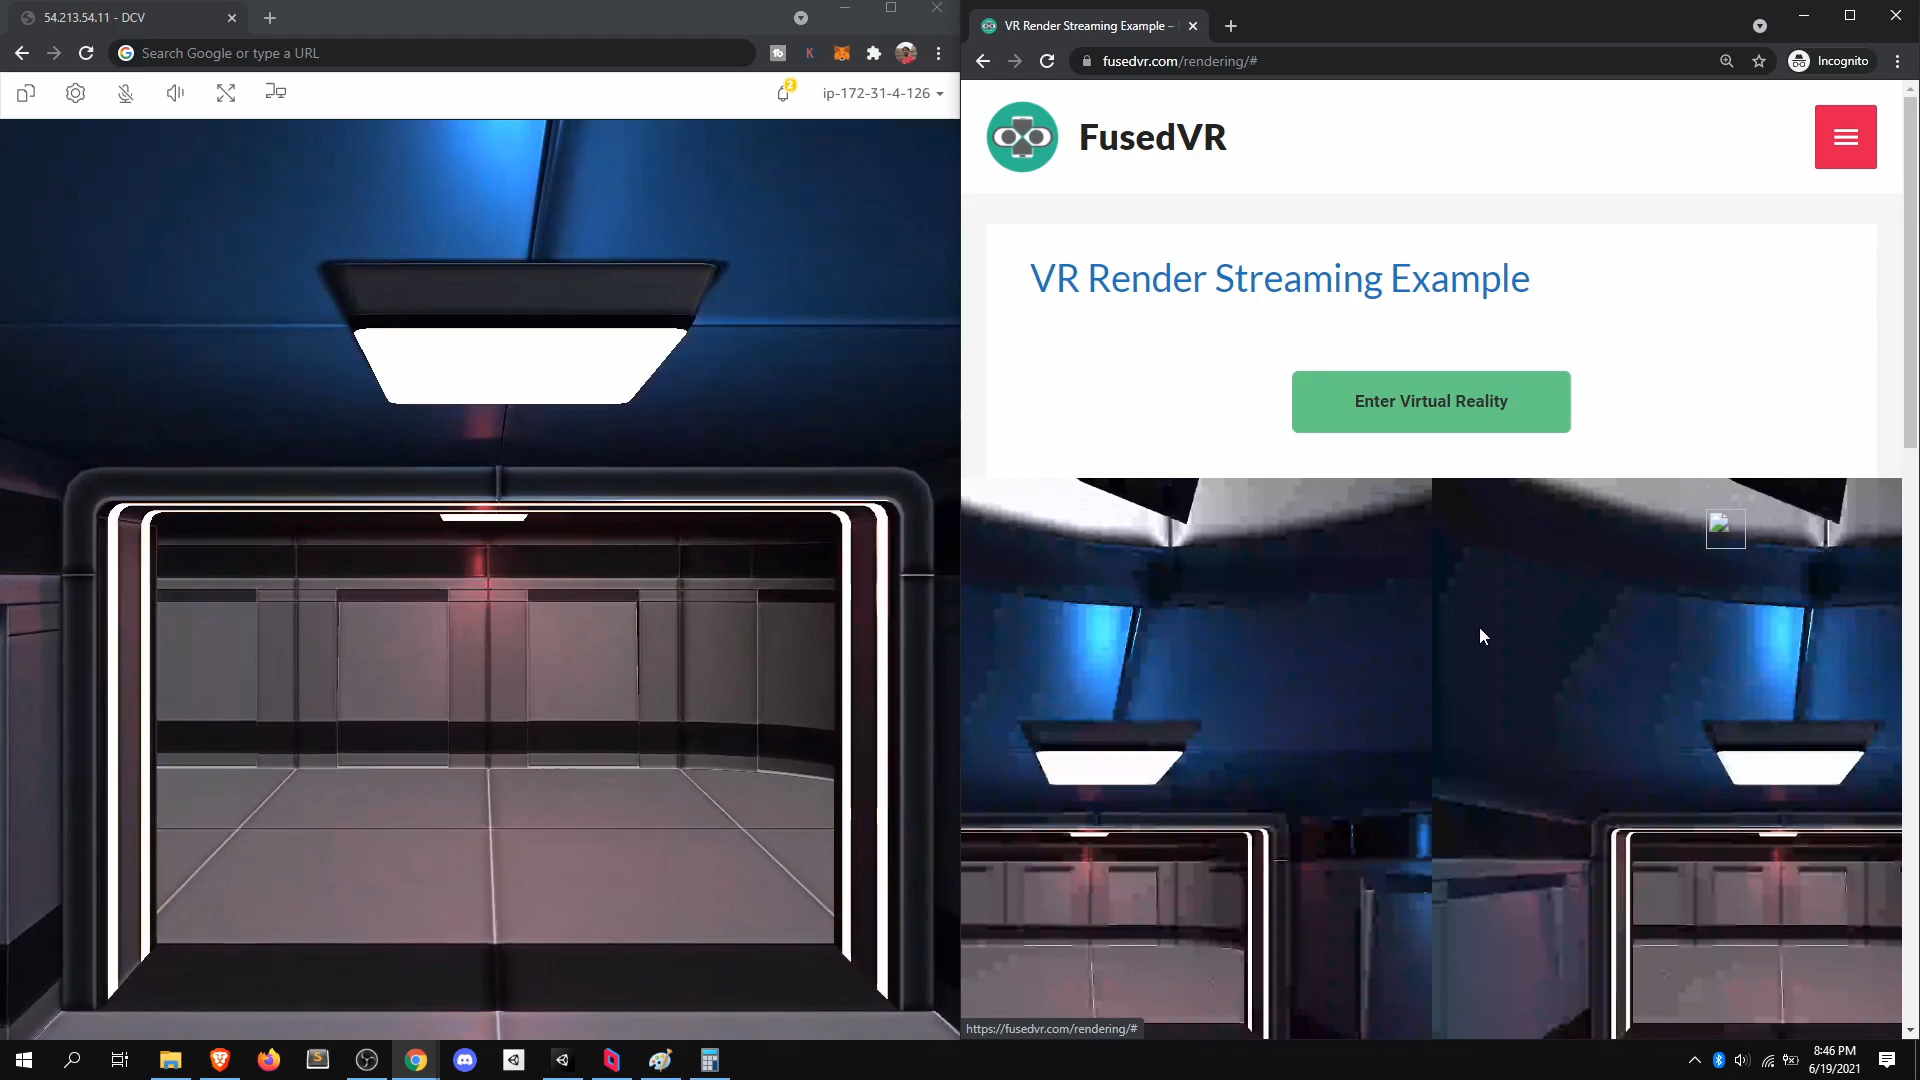 54.213.54.11 - DCV
Search Google or type a URL
2
ip-172-31-4-126
VR Render Streaming Example –
fusedvr.com/rendering/#
Incognito
FusedVR
VR Render Streaming Example
Enter Virtual Reality
https://fusedvr.com/rendering/#
8:46 PM
6/19/2021